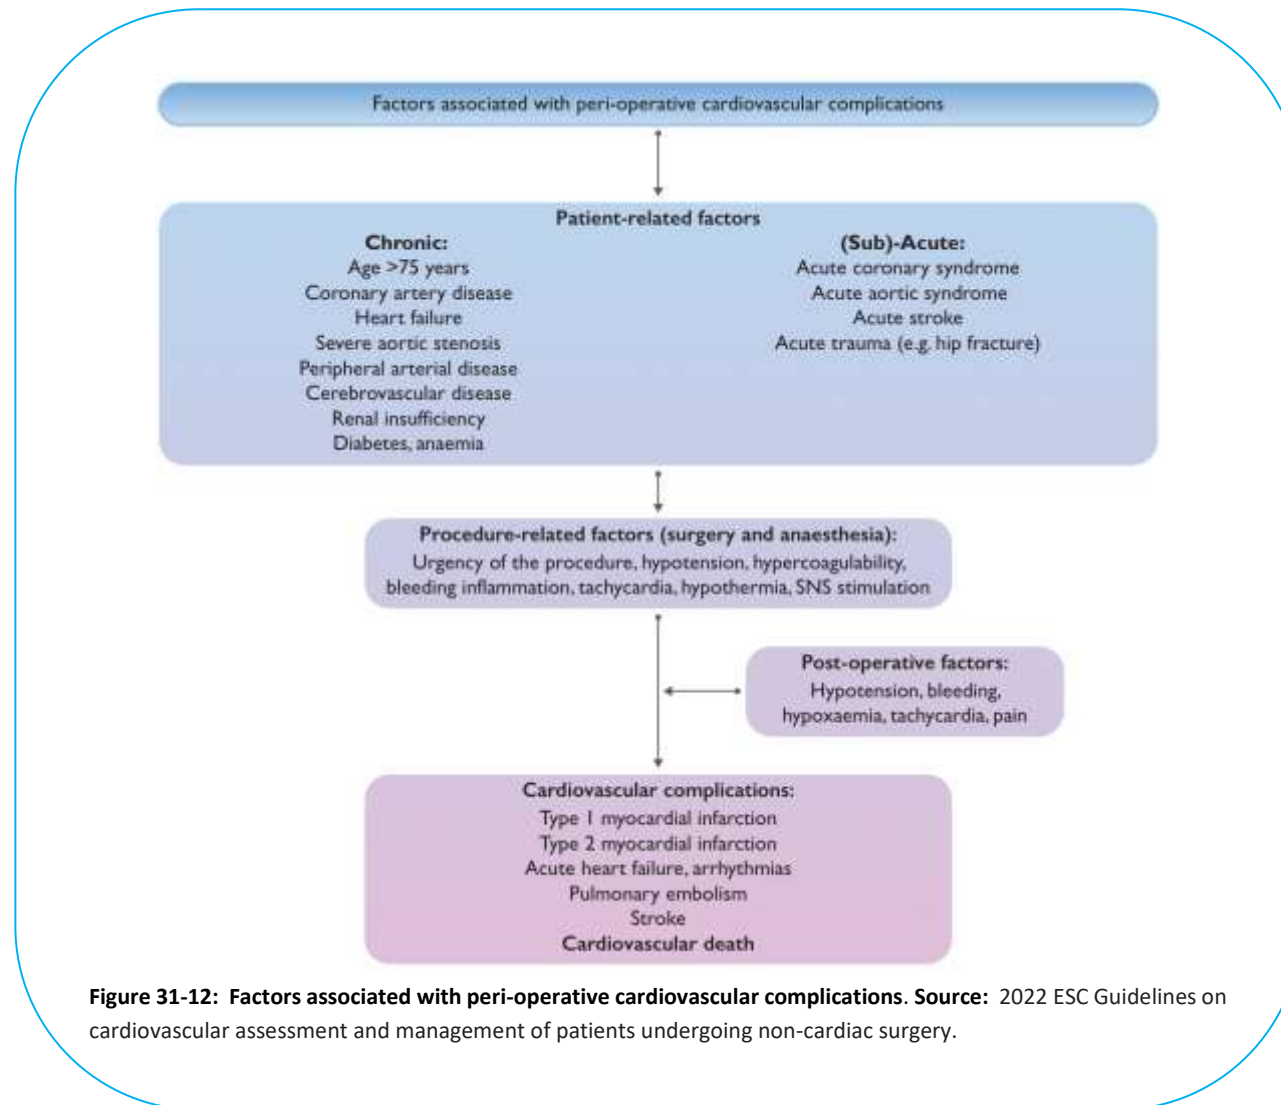 Factors associated with peri-operative cardiovascular complications
Patient-related factors
Chronic:
Age >75 years
Coronary artery disease
Heart failure
Severe aortic stenosis
Peripheral arterial disease
Cerebrovascular disease
Renal insufficiency
Diabetes, anaemia
(Sub)-Acute:
Acute coronary syndrome
Acute aortic syndrome
Acute stroke
Acute trauma (e.g. hip fracture)
Procedure-related factors (surgery and anaesthesia):
Urgency of the procedure, hypotension, hypercoagulability,
bleeding inflammation, tachycardia, hypothermia, SNS stimulation
Post-operative factors:
Hypotension, bleeding,
hypoxaemia, tachycardia, pain
Cardiovascular complications:
Type 1 myocardial infarction
Type 2 myocardial infarction
Acute heart failure, arrhythmias
Pulmonary embolism
Stroke
Cardiovascular death
Figure 31-12: Factors associated with peri-operative cardiovascular complications. Source: 2022 ESC Guidelines on
cardiovascular assessment and management of patients undergoing non-cardiac surgery.